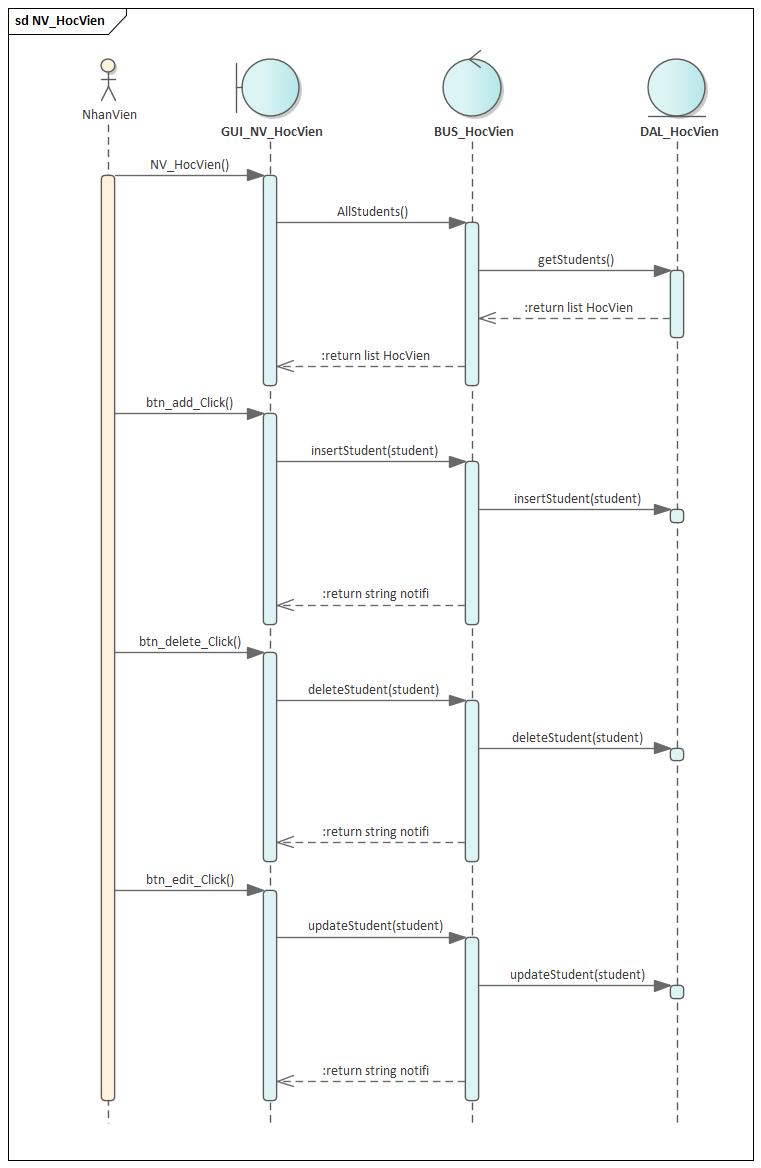 sd NV_HocVien
NhanVien
GUI_NV_HocVien
BUS_HocVien
DAL_HocVien
NV_HocVien()
AllStudents()
getStudents()
:return list HocVien
:return list HocVien
btn_add_Click()
insertStudent(student)
insertStudent(student)
:return string notifi
btn_delete_Click()
deleteStudent(student)
deleteStudent(student)
:return string notifi
btn_edit_Click()
updateStudent(student)
updateStudent(student)
:return string notifi